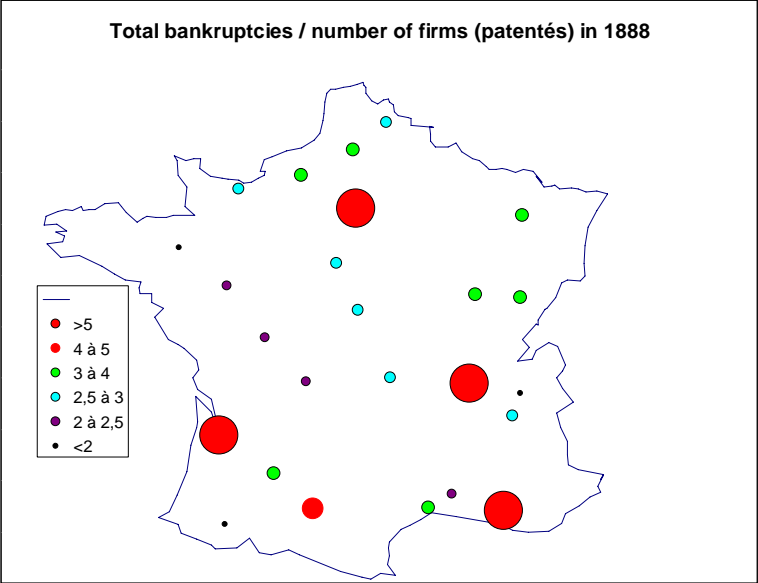 Total bankruptcies / number of firms (patentés) in 1888
>5
4 à 5
3 à 4
2,5 à 3
2 à 2,5
<2